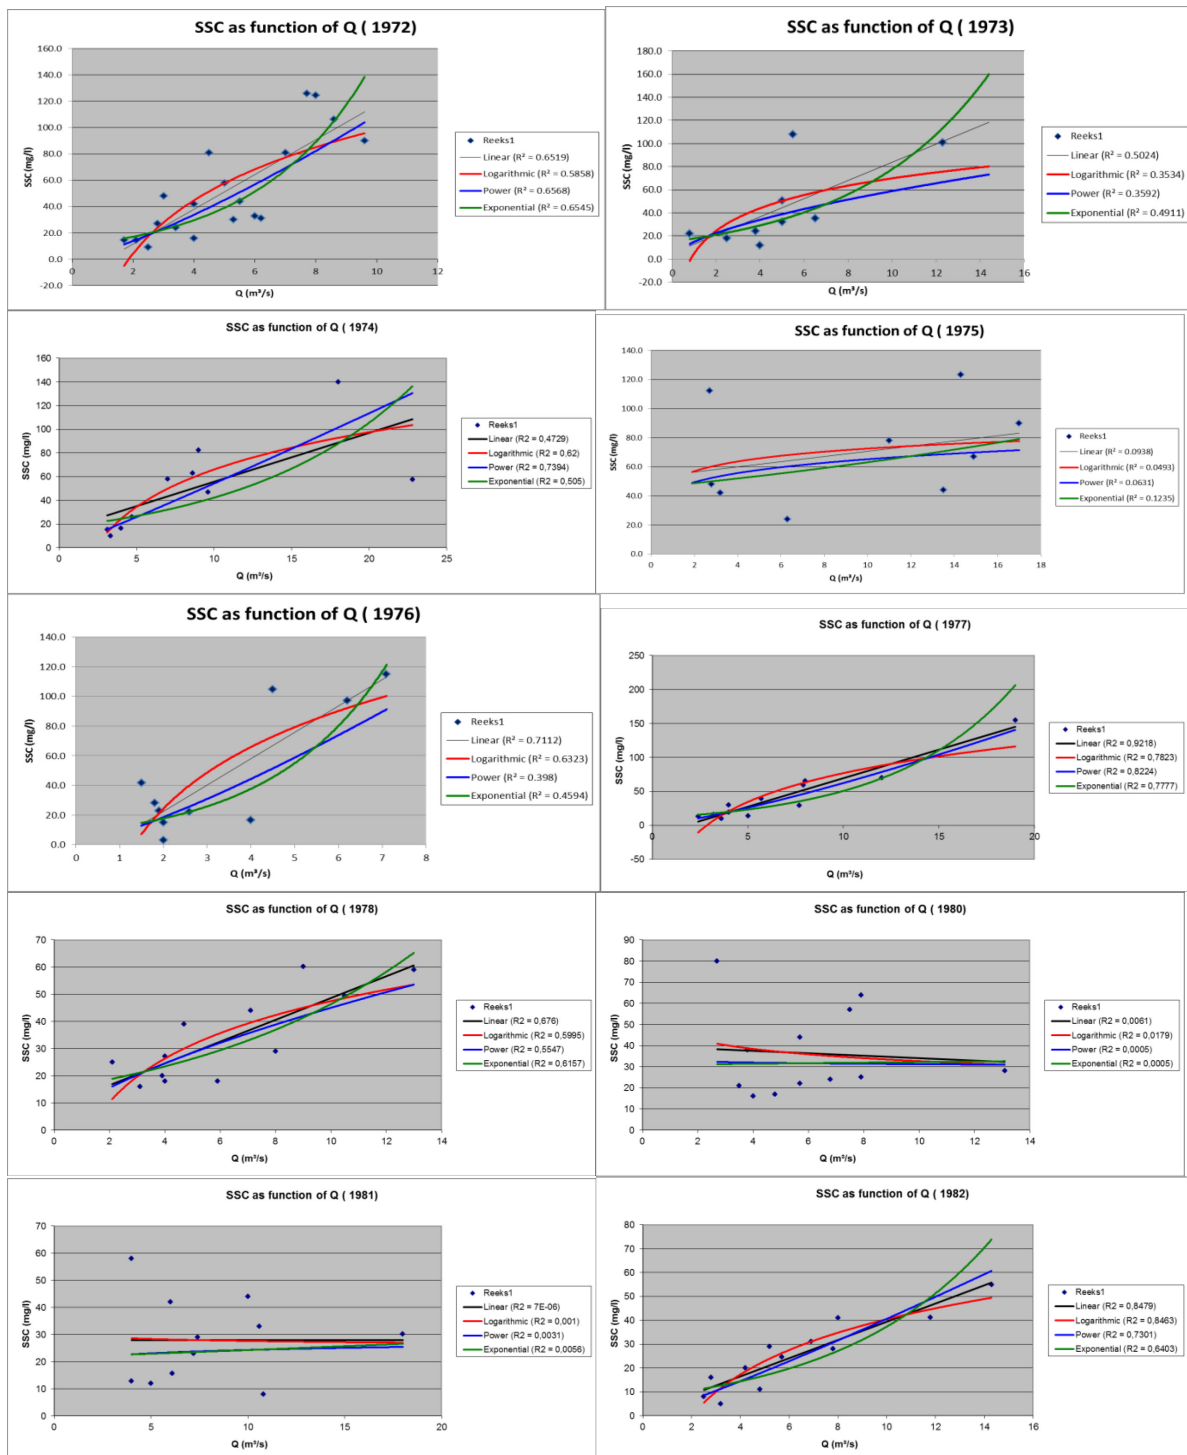 SSC as function of Q ( 1972)
SSC (mg/l)
160.0
140.0
120.0
100.0
80.0
60.0
40.0
20.0
0.0
-20.0
0 2 4 6 8 10 12
Q (m³/s)
Reeks1
Linear (R² = 0.6519)
Logarithmic (R² = 0.5858)
Power (R² = 0.6568)
Exponential (R² = 0.6545)
SSC as function of Q ( 1973)
SSC (mg/l)
180.0
160.0
140.0
120.0
100.0
80.0
60.0
40.0
20.0
0.0
-20.0
0 2 4 6 8 10 12 14 16
Q (m³/s)
Reeks1
Linear (R² = 0.5024)
Logarithmic (R² = 0.3534)
Power (R² = 0.3592)
Exponential (R² = 0.4911)
SSC as function of Q ( 1974)
SSC (mg/l)
160
140
120
100
80
60
40
20
0
0 5 10 15 20 25
Q (m³/s)
Reeks1
Linear (R2 = 0,4729)
Logarithmic (R2 = 0,62)
Power (R2 = 0,7394)
Exponential (R2 = 0,505)
SSC as function of Q ( 1975)
SSC (mg/l)
140.0
120.0
100.0
80.0
60.0
40.0
20.0
0.0
0 2 4 6 8 10 12 14 16 18
Q (m³/s)
Reeks1
Linear (R² = 0.0938)
Logarithmic (R² = 0.0493)
Power (R² = 0.0631)
Exponential (R² = 0.1235)
SSC as function of Q ( 1976)
SSC (mg/l)
140.0
120.0
100.0
80.0
60.0
40.0
20.0
0.0
0 1 2 3 4 5 6 7 8
Q (m³/s)
Reeks1
Linear (R² = 0.7112)
Logarithmic (R² = 0.6323)
Power (R² = 0.398)
Exponential (R² = 0.4594)
SSC as function of Q ( 1977)
SSC (mg/l)
250
200
150
100
50
0
-50
0 5 10 15 20
Q (m³/s)
Reeks1
Linear (R2 = 0,9218)
Logarithmic (R2 = 0,7823)
Power (R2 = 0,8224)
Exponential (R2 = 0,7777)
SSC as function of Q ( 1978)
SSC (mg/l)
70
60
50
40
30
20
10
0
0 2 4 6 8 10 12 14
Q (m³/s)
Reeks1
Linear (R2 = 0,676)
Logarithmic (R2 = 0,5995)
Power (R2 = 0,5547)
Exponential (R2 = 0,6157)
SSC as function of Q ( 1980)
SSC (mg/l)
90
80
70
60
50
40
30
20
10
0
0 2 4 6 8 10 12 14
Q (m³/s)
Reeks1
Linear (R2 = 0,0061)
Logarithmic (R2 = 0,0179)
Power (R2 = 0,0005)
Exponential (R2 = 0,0005)
SSC as function of Q ( 1981)
SSC (mg/l)
70
60
50
40
30
20
10
0
0 5 10 15 20
Q (m³/s)
Reeks1
Linear (R2 = 7E-06)
Logarithmic (R2 = 0,001)
Power (R2 = 0,0031)
Exponential (R2 = 0,0056)
SSC as function of Q ( 1982)
SSC (mg/l)
80
70
60
50
40
30
20
10
0
0 2 4 6 8 10 12 14 16
Q (m³/s)
Reeks1
Linear (R2 = 0,8479)
Logarithmic (R2 = 0,8463)
Power (R2 = 0,7301)
Exponential (R2 = 0,6403)